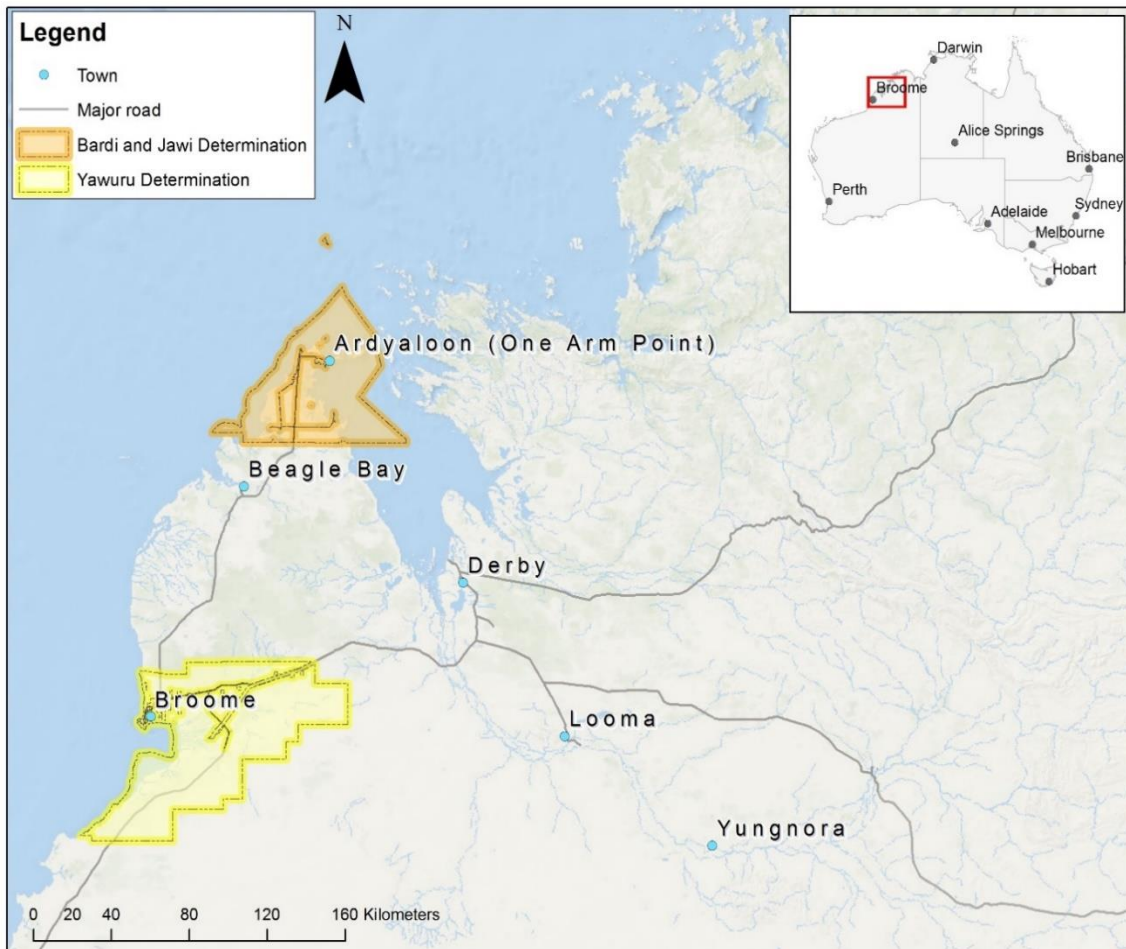 Legend
Town
Major road
Bardi and Jawi Determination
Yawuru Determination
N
Darwin
Broome
Alice Springs
Brisbane
Perth
Sydney
Adelaide
Melbourne
Hobart
Ardyaloon (One Arm Point)
Beagle Bay
Derby
Broome
Looma
Yungnora
0 20 40 80 120 160 Kilometers